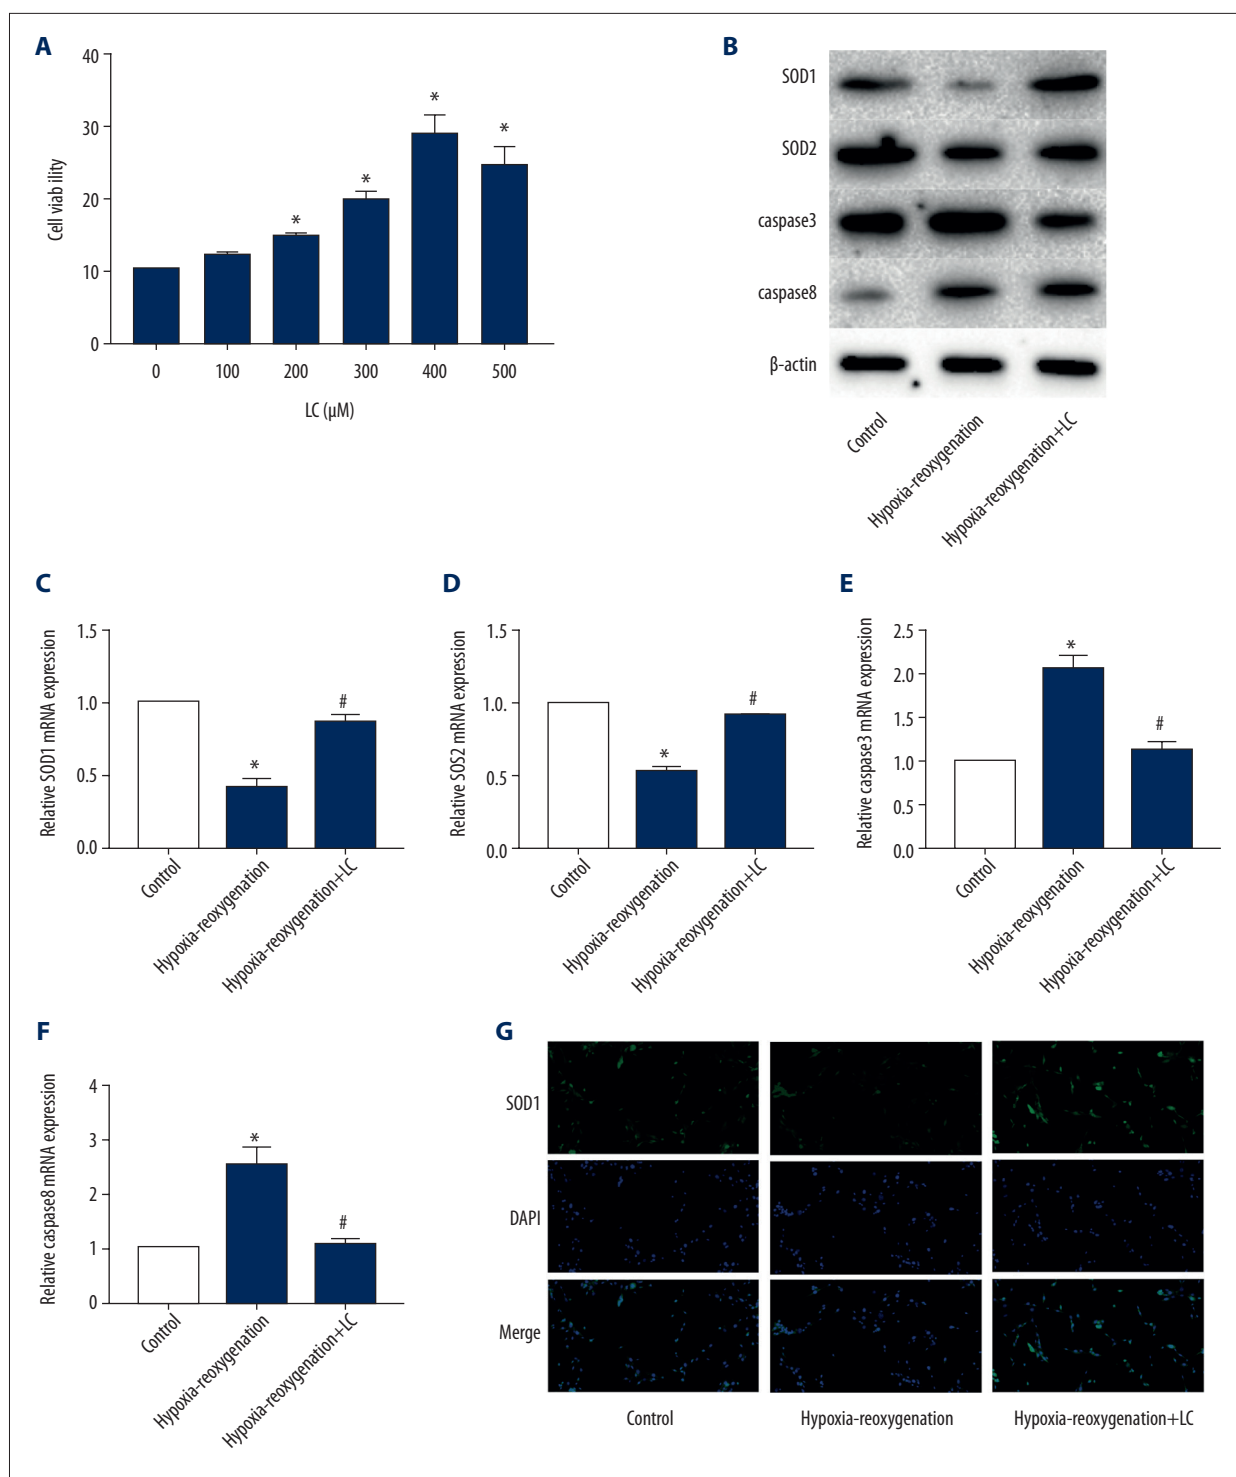 A
Cell viab ility
40
30
20
10
0
*
*
*
*
0 100 200 300 400 500
LC (μM)
B
SOD1
SOD2
caspase3
caspase8
β-actin
Control
Hypoxia-reoxygenation
Hypoxia-reoxygenation+LC
C
Relative SOD1 mRNA expression
1.5
1.0
0.5
0.0
*
#
Control
Hypoxia-reoxygenation
Hypoxia-reoxygenation+LC
D
Relative SOS2 mRNA expression
1.5
1.0
0.5
0.0
*
#
Control
Hypoxia-reoxygenation
Hypoxia-reoxygenation+LC
E
Relative caspase3 mRNA expression
2.5
2.0
1.5
1.0
0.5
0.0
*
#
Control
Hypoxia-reoxygenation
Hypoxia-reoxygenation+LC
F
Relative caspase8 mRNA expression
4
3
2
1
0
*
#
Control
Hypoxia-reoxygenation
Hypoxia-reoxygenation+LC
G
SOD1
DAPI
Merge
Control
Hypoxia-reoxygenation
Hypoxia-reoxygenation+LC